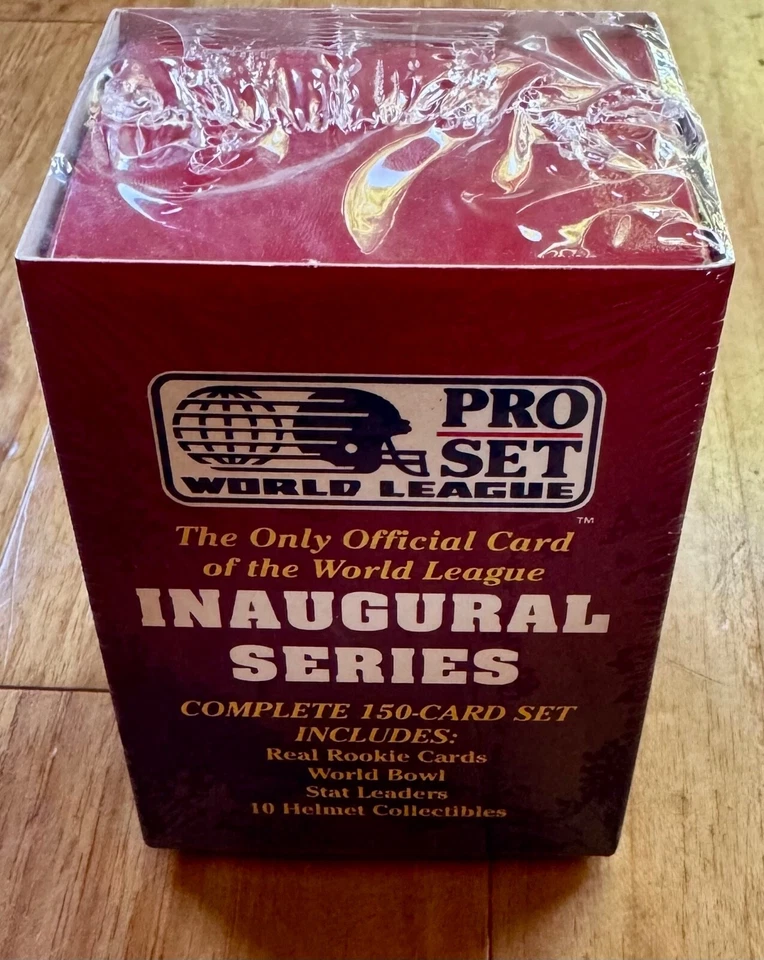 PRO
SET
WORLD LEAGUE
™
The Only Official Card
of the World League
INAUGURAL
SERIES
COMPLETE 150-CARD SET
INCLUDES:
Real Rookie Cards
World Bowl
Stat Leaders
10 Helmet Collectibles